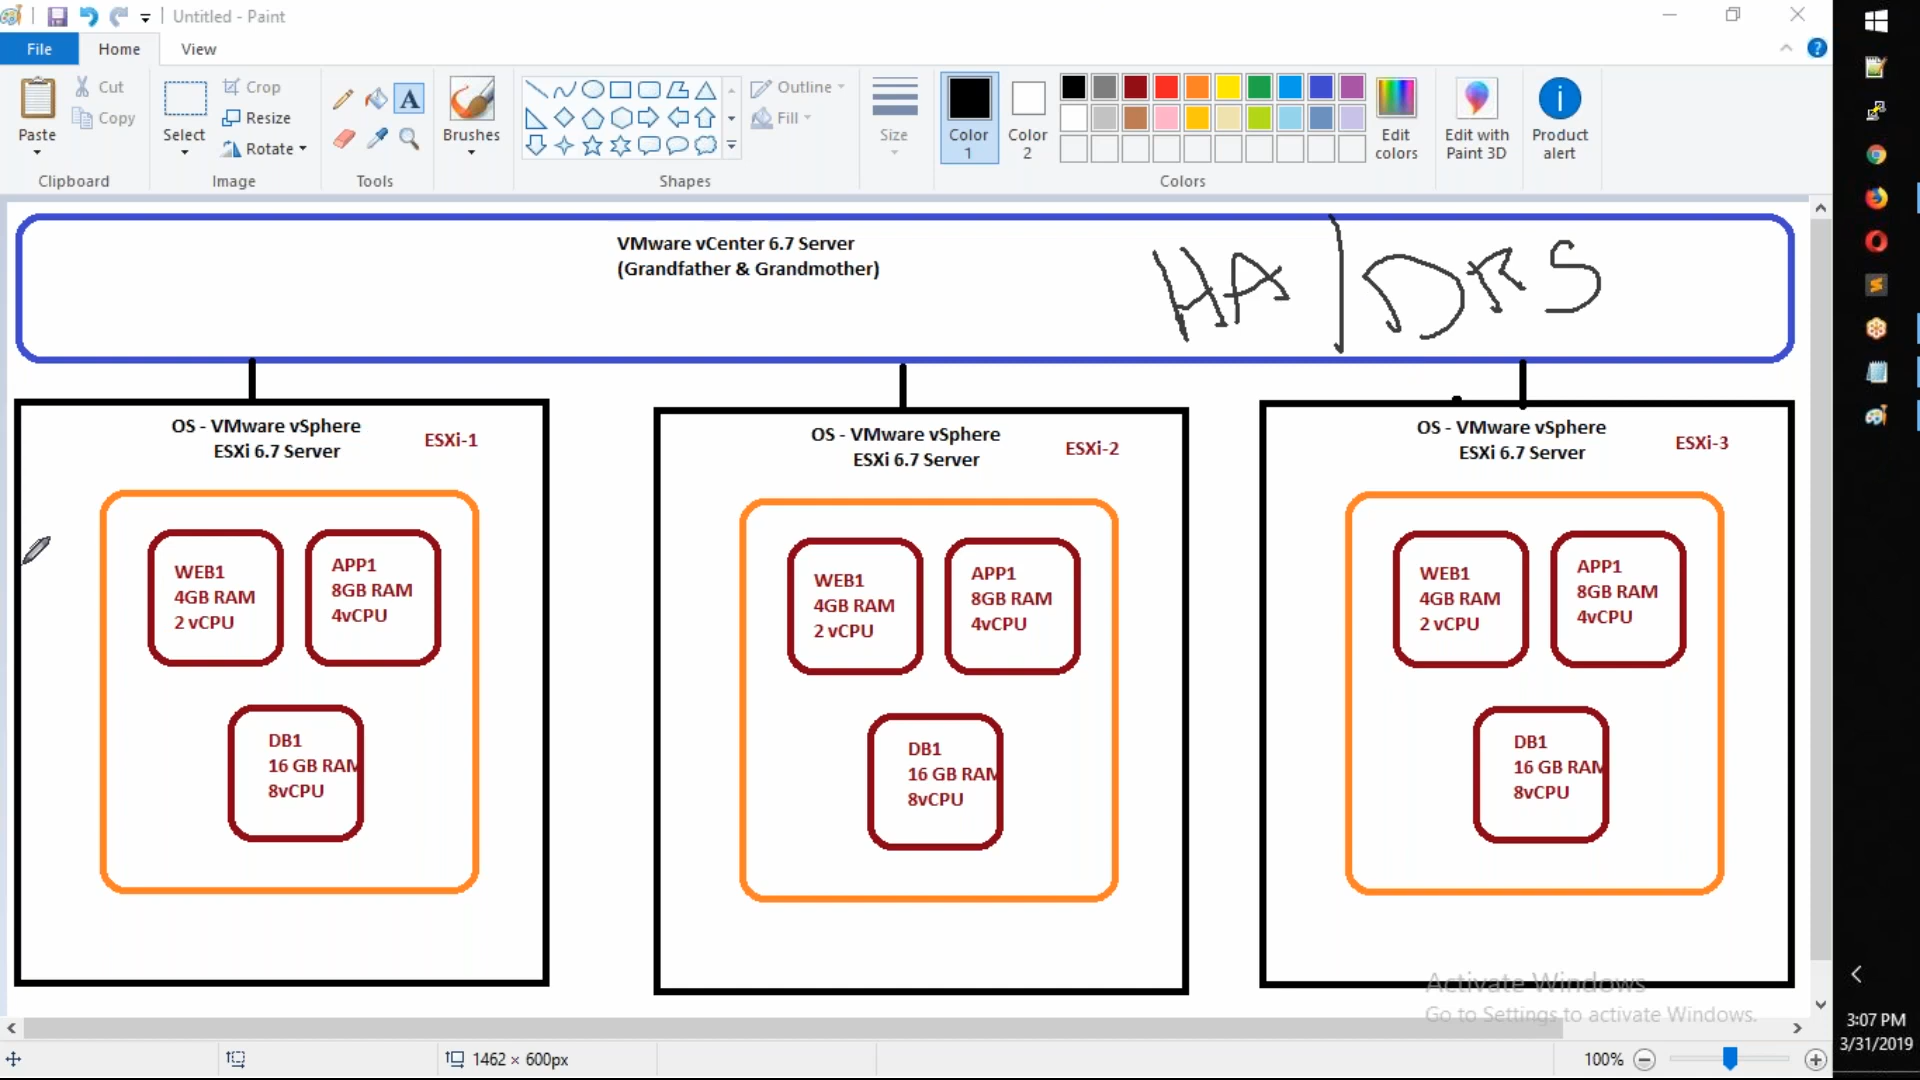 Untitled - Paint
File Home View
Paste
Cut
Copy
Clipboard
Select
Crop
Resize
Rotate
Image
A
Tools
Brushes
Shapes
Outline
Fill
Size
Color 1
Color 2
Edit colors
Colors
Edit with Paint 3D
Product alert
VMware vCenter 6.7 Server
(Grandfather & Grandmother)
HA/DRS
OS - VMware vSphere
ESXi 6.7 Server
ESXi-1
WEB1
4GB RAM
2 vCPU
APP1
8GB RAM
4vCPU
DB1
16 GB RAM
8vCPU
OS - VMware vSphere
ESXi 6.7 Server
ESXi-2
WEB1
4GB RAM
2 vCPU
APP1
8GB RAM
4vCPU
DB1
16 GB RAM
8vCPU
OS - VMware vSphere
ESXi 6.7 Server
ESXi-3
WEB1
4GB RAM
2 vCPU
APP1
8GB RAM
4vCPU
DB1
16 GB RAM
8vCPU
Activate Windows
Go to Settings to activate Windows.
1462 × 600px
100%
3:07 PM
3/31/2019